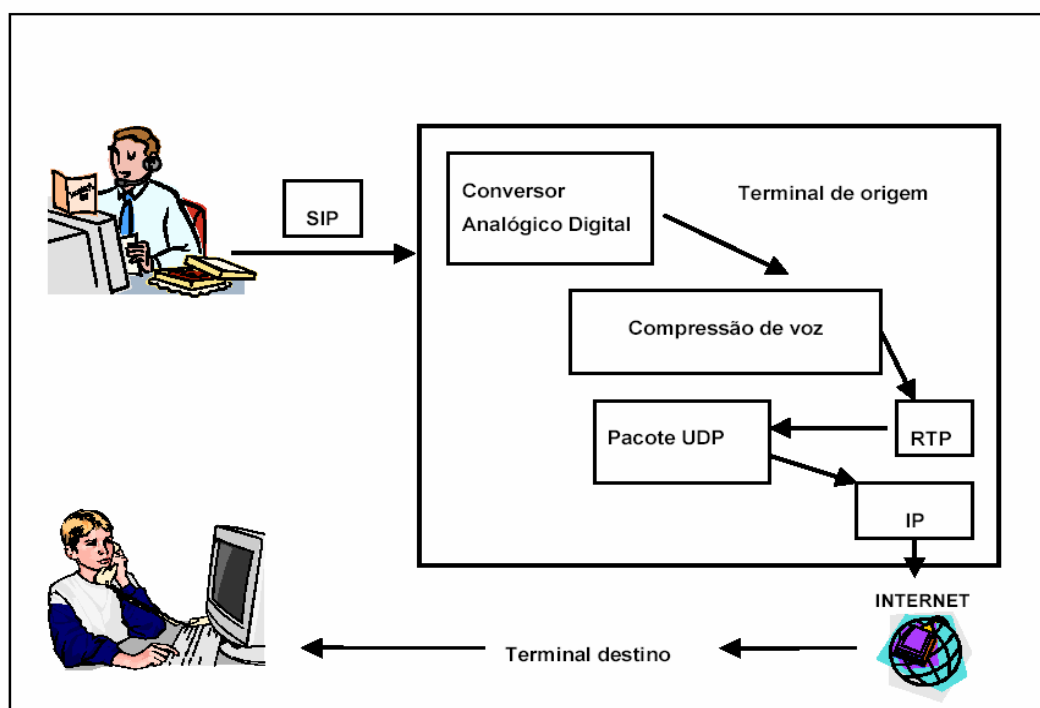 SIP
Conversor
Analógico Digital
Terminal de origem
Compressão de voz
RTP
Pacote UDP
IP
INTERNET
Terminal destino